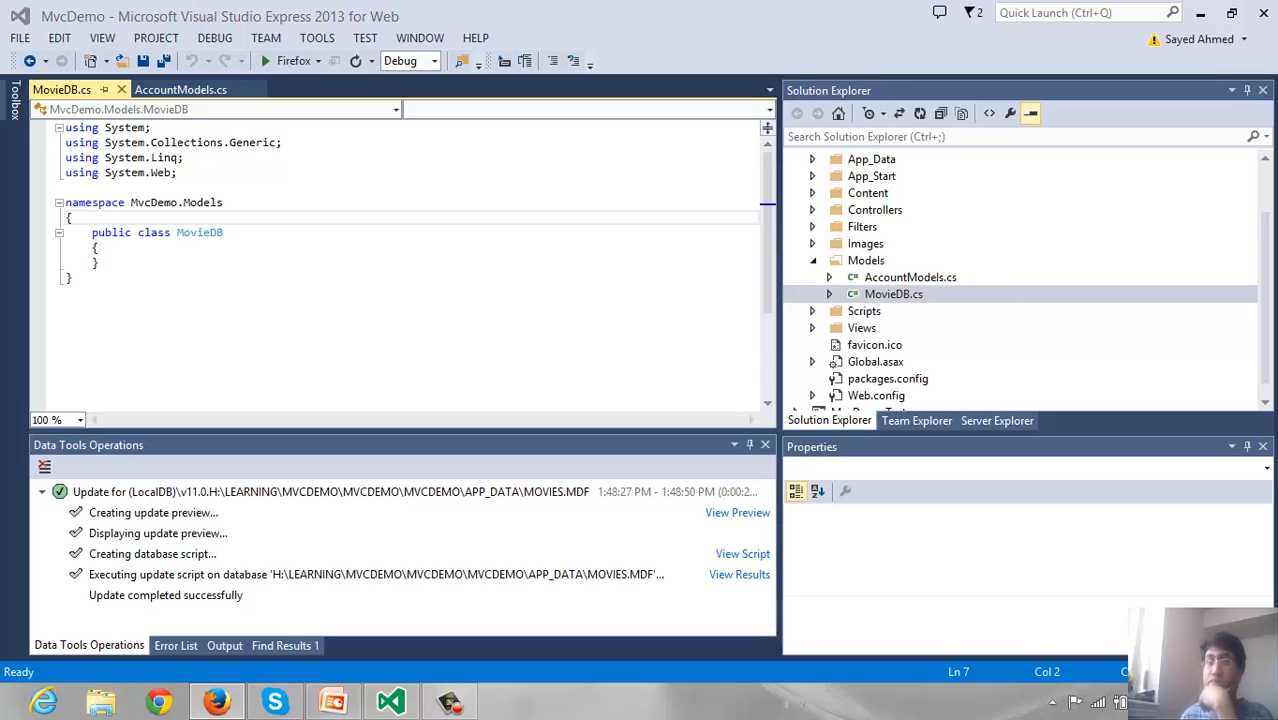 MvcDemo - Microsoft Visual Studio Express 2013 for Web
2
Quick Launch (Ctrl+Q)
FILE EDIT VIEW PROJECT DEBUG TEAM TOOLS TEST WINDOW HELP
Sayed Ahmed
Firefox Debug
Toolbox
MovieDB.cs AccountModels.cs
MvcDemo.Models.MovieDB
using System;
using System.Collections.Generic;
using System.Linq;
using System.Web;
namespace MvcDemo.Models
{
public class MovieDB
{
}
}
100 %
Solution Explorer
Search Solution Explorer (Ctrl+;)
App_Data
App_Start
Content
Controllers
Filters
Images
Models
AccountModels.cs
MovieDB.cs
Scripts
Views
favicon.ico
Global.asax
packages.config
Web.config
Solution Explorer Team Explorer Server Explorer
Data Tools Operations
Update for (LocalDB)\v11.0.H:\LEARNING\MVCDEMO\MVCDEMO\MVCDEMO\APP_DATA\MOVIES.MDF 1:48:27 PM - 1:48:50 PM (0:00:2...
Creating update preview... View Preview
Displaying update preview...
Creating database script... View Script
Executing update script on database 'H:\LEARNING\MVCDEMO\MVCDEMO\MVCDEMO\APP_DATA\MOVIES.MDF'... View Results
Update completed successfully
Data Tools Operations Error List Output Find Results 1
Properties
Ready Ln 7 Col 2